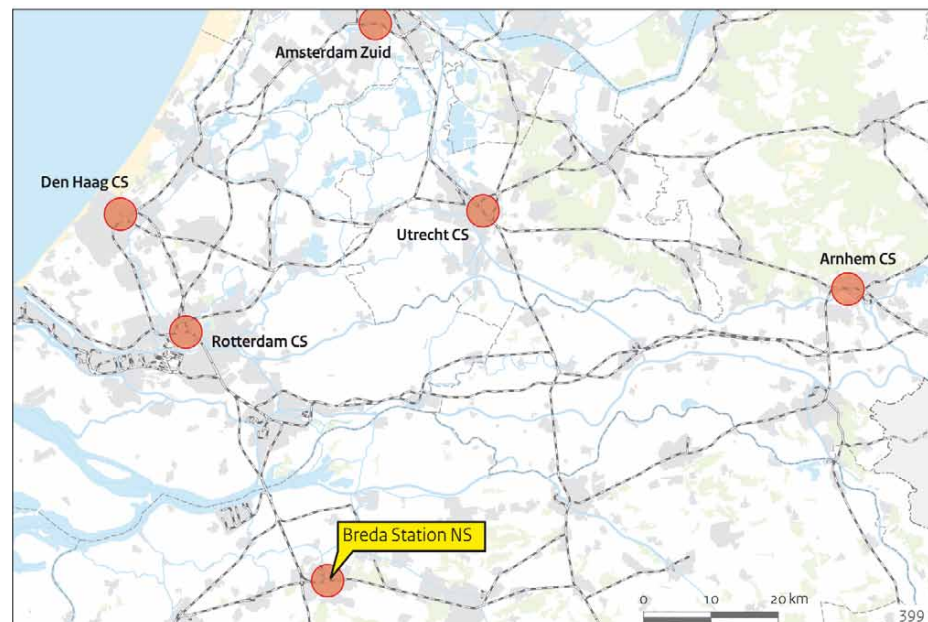 Amsterdam Zuid
Den Haag CS
Utrecht CS
Arnhem CS
Rotterdam CS
Breda Station NS
0 10 20 km
399